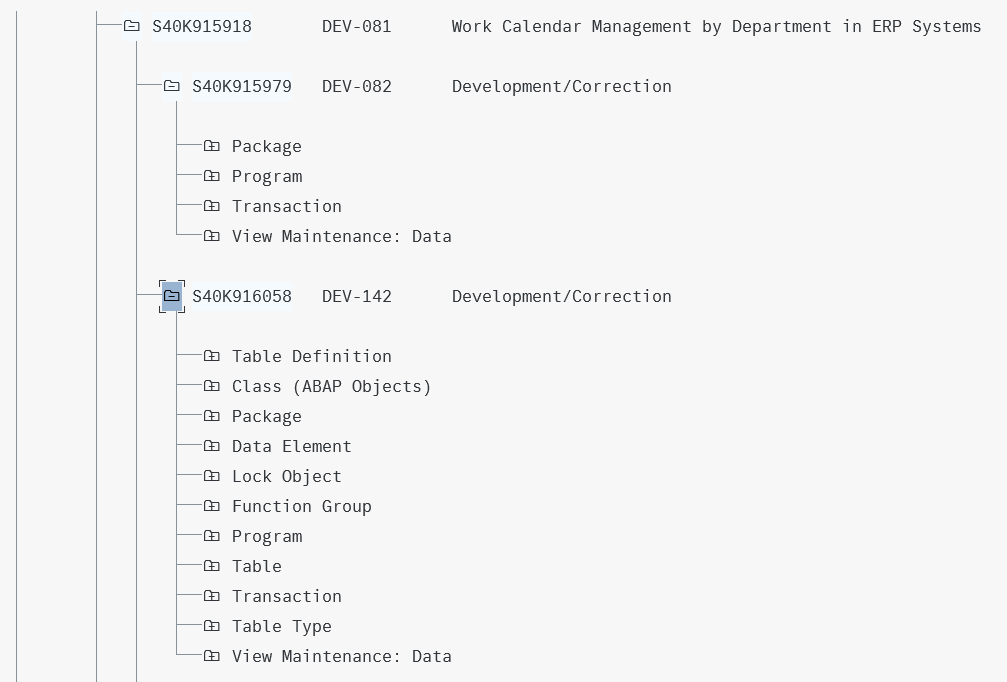 S40K915918 DEV-081 Work Calendar Management by Department in ERP Systems
S40K915979 DEV-082 Development/Correction
Package
Program
Transaction
View Maintenance: Data
S40K916058 DEV-142 Development/Correction
Table Definition
Class (ABAP Objects)
Package
Data Element
Lock Object
Function Group
Program
Table
Transaction
Table Type
View Maintenance: Data